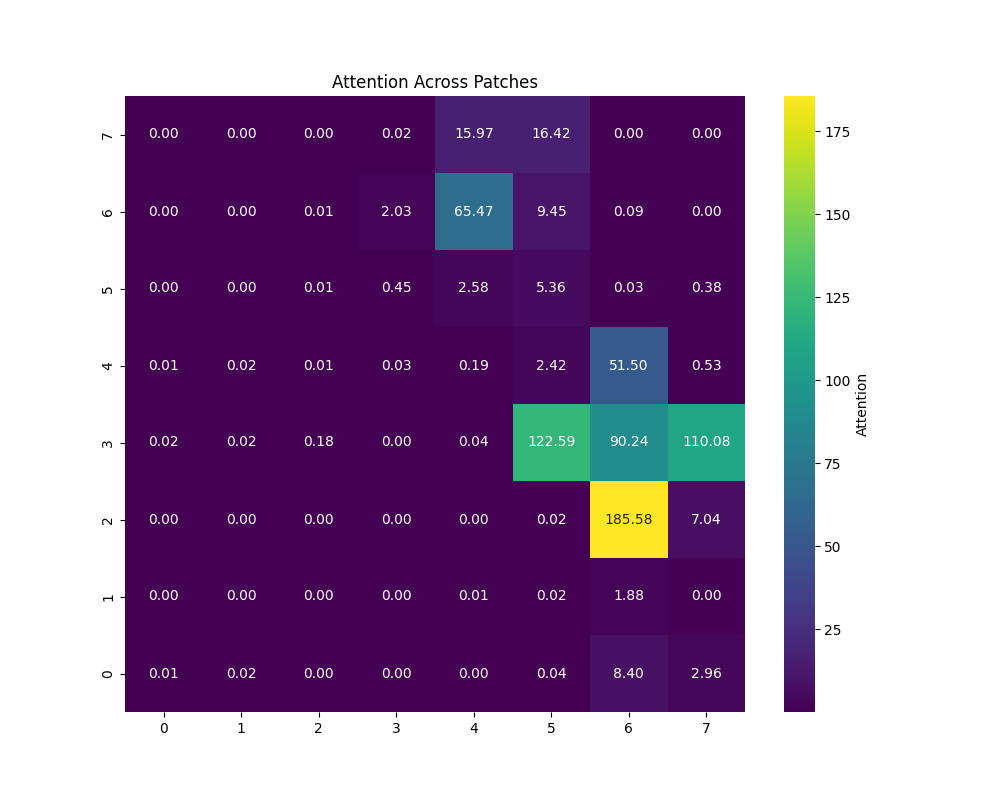 Attention Across Patches
7 0.00 0.00 0.00 0.02 15.97 16.42 0.00 0.00
6 0.00 0.00 0.01 2.03 65.47 9.45 0.09 0.00
5 0.00 0.00 0.01 0.45 2.58 5.36 0.03 0.38
4 0.01 0.02 0.01 0.03 0.19 2.42 51.50 0.53
3 0.02 0.02 0.18 0.00 0.04 122.59 90.24 110.08
2 0.00 0.00 0.00 0.00 0.00 0.02 185.58 7.04
1 0.00 0.00 0.00 0.00 0.01 0.02 1.88 0.00
0 0.01 0.02 0.00 0.00 0.00 0.04 8.40 2.96
0 1 2 3 4 5 6 7
175
150
125
100
75
50
25
Attention